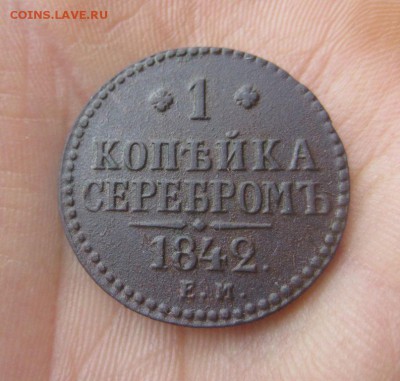 COINS.LAVE.RU
1
КОПѢЙКА
СЕРЕБРОМЪ
1842.
Е.М.